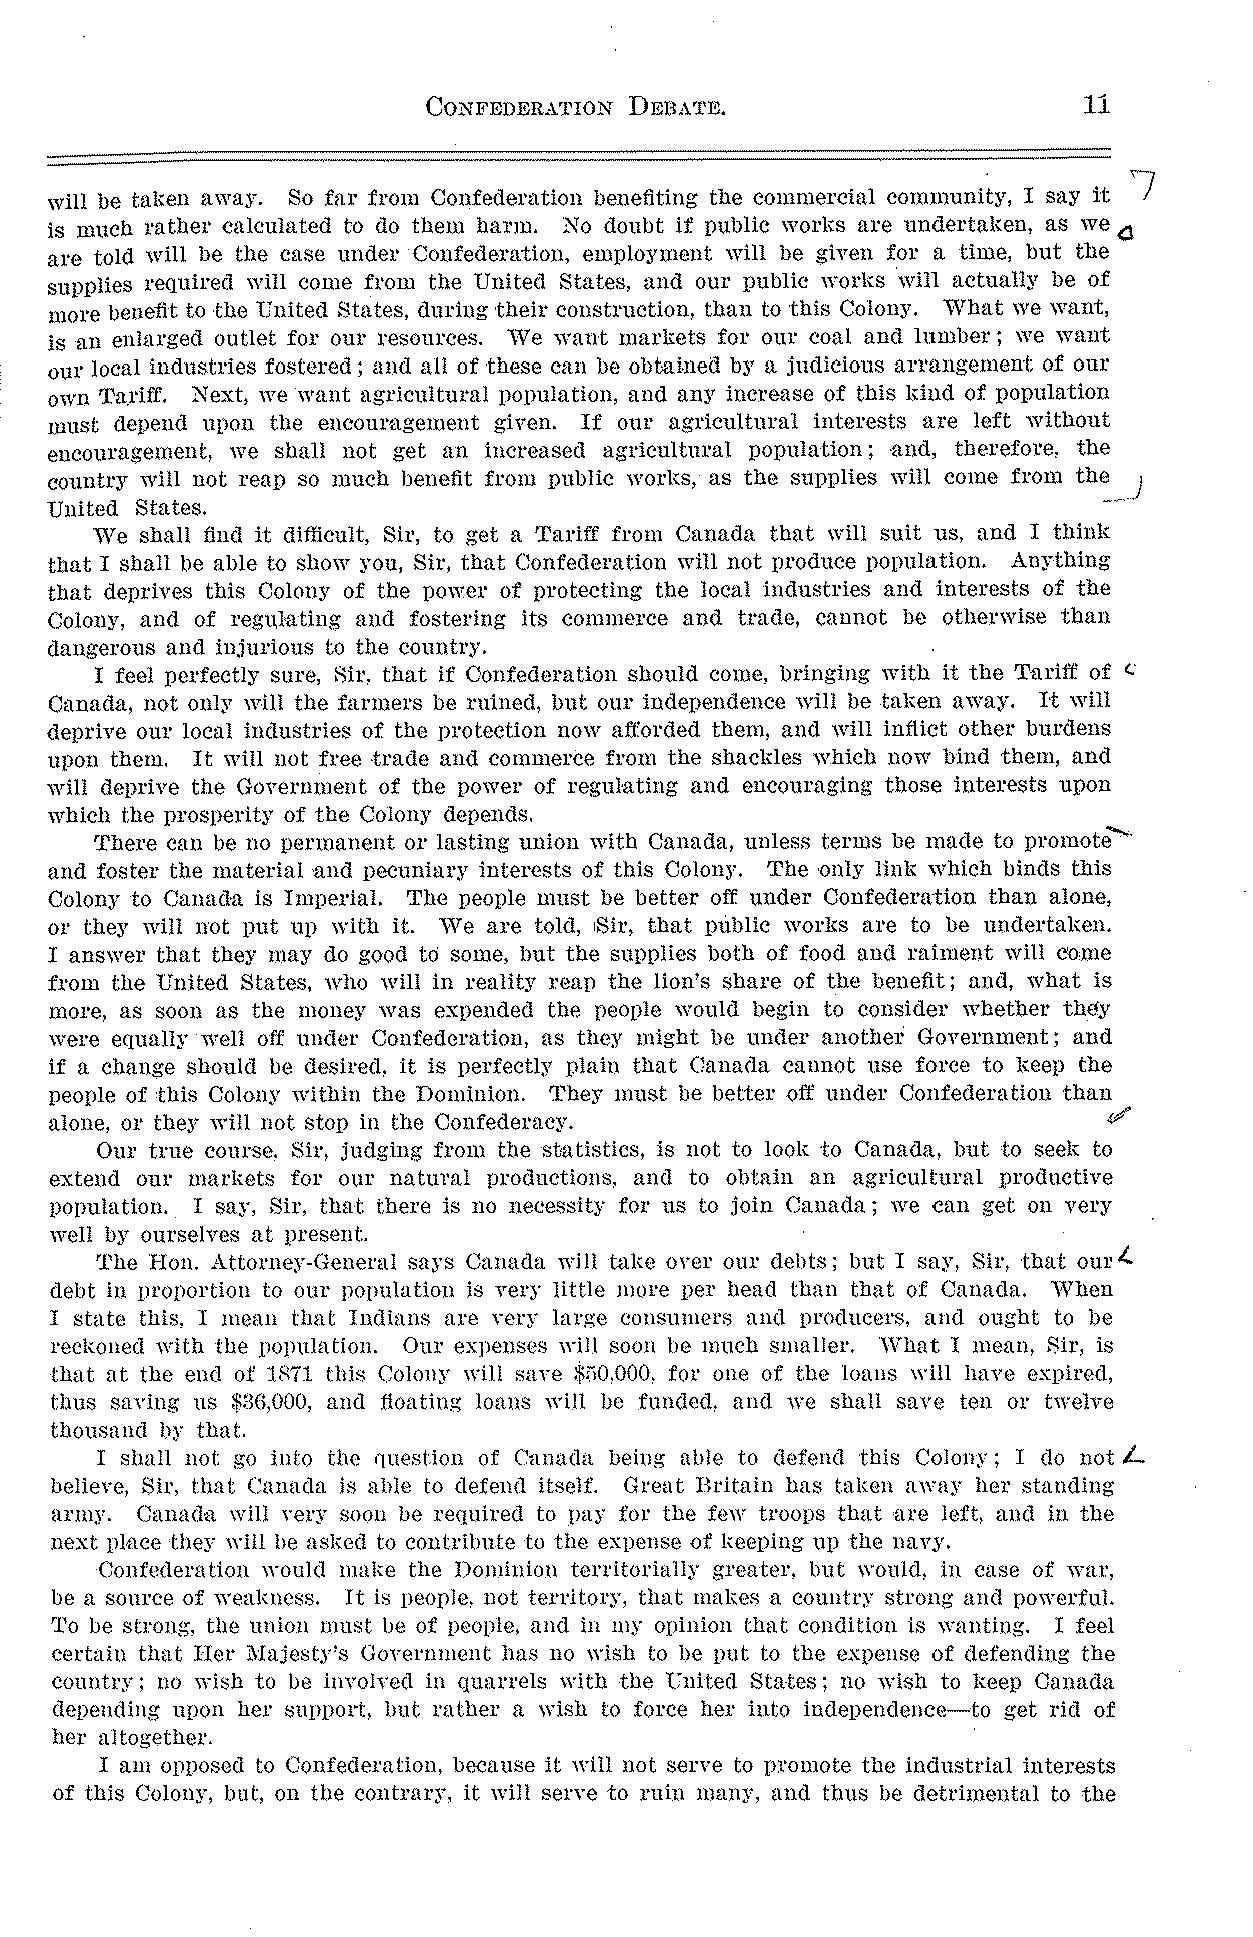 CONFEDERATION DEBATE. 11
will be taken away. So far from Confederation benefiting the commercial community, I say it
is much rather calculated to do them harm. No doubt if public works are undertaken, as we
are told will be the case under Confederation, employment will be given for a time, but the
supplies required will come from the United States, and our public works will actually be of
more benefit to the United States, during their construction, than to this Colony. What we want,
is an enlarged outlet for our resources. We want markets for our coal and lumber; we want
our local industries fostered; and all of these can be obtained by a judicious arrangement of our
own Tariff. Next, we want agricultural population, and any increase of this kind of population
must depend upon the encouragement given. If our agricultural interests are left without
encouragement, we shall not get an increased agricultural population; and, therefore, the
country will not reap so much benefit from public works, as the supplies will come from the
United States.
We shall find it difficult, Sir, to get a Tariff from Canada that will suit us, and I think
that I shall be able to show you, Sir, that Confederation will not produce population. Anything
that deprives this Colony of the power of protecting the local industries and interests of the
Colony, and of regulating and fostering its commerce and trade, cannot be otherwise than
dangerous and injurious to the country.
I feel perfectly sure, Sir, that if Confederation should come, bringing with it the Tariff of
Canada, not only will the farmers be ruined, but our independence will be taken away. It will
deprive our local industries of the protection now afforded them, and will inflict other burdens
upon them. It will not free trade and commerce from the shackles which now bind them, and
will deprive the Government of the power of regulating and encouraging those interests upon
which the prosperity of the Colony depends.
There can be no permanent or lasting union with Canada, unless terms be made to promote
and foster the material and pecuniary interests of this Colony. The only link which binds this
Colony to Canada is Imperial. The people must be better off under Confederation than alone,
or they will not put up with it. We are told, Sir, that public works are to be undertaken.
I answer that they may do good to some, but the supplies both of food and raiment will come
from the United States, who will in reality reap the lion's share of the benefit; and, what is
more, as soon as the money was expended the people would begin to consider whether they
were equally well off under Confederation, as they might be under another Government; and
if a change should be desired, it is perfectly plain that Canada cannot use force to keep the
people of this Colony within the Dominion. They must be better off under Confederation than
alone, or they will not stop in the Confederacy.
Our true course, Sir, judging from the statistics, is not to look to Canada, but to seek to
extend our markets for our natural productions, and to obtain an agricultural productive
population. I say, Sir, that there is no necessity for us to join Canada; we can get on very
well by ourselves at present.
The Hon. Attorney-General says Canada will take over our debts; but I say, Sir, that our
debt in proportion to our population is very little more per head than that of Canada. When
I state this, I mean that Indians are very large consumers and producers, and ought to be
reckoned with the population. Our expenses will soon be much smaller. What I mean, Sir, is
that at the end of 1871 this Colony will save $50,000, for one of the loans will have expired,
thus saving us $36,000, and floating loans will be funded, and we shall save ten or twelve
thousand by that.
I shall not go into the question of Canada being able to defend this Colony; I do not
believe, Sir, that Canada is able to defend itself. Great Britain has taken away her standing
army. Canada will very soon be required to pay for the few troops that are left, and in the
next place they will be asked to contribute to the expense of keeping up the navy.
Confederation would make the Dominion territorially greater, but would, in case of war,
be a source of weakness. It is people, not territory, that makes a country strong and powerful.
To be strong, the union must be of people, and in my opinion that condition is wanting. I feel
certain that Her Majesty's Government has no wish to be put to the expense of defending the
country; no wish to be involved in quarrels with the United States; no wish to keep Canada
depending upon her support, but rather a wish to force her into independence—to get rid of
her altogether.
I am opposed to Confederation, because it will not serve to promote the industrial interests
of this Colony, but, on the contrary, it will serve to ruin many, and thus be detrimental to the